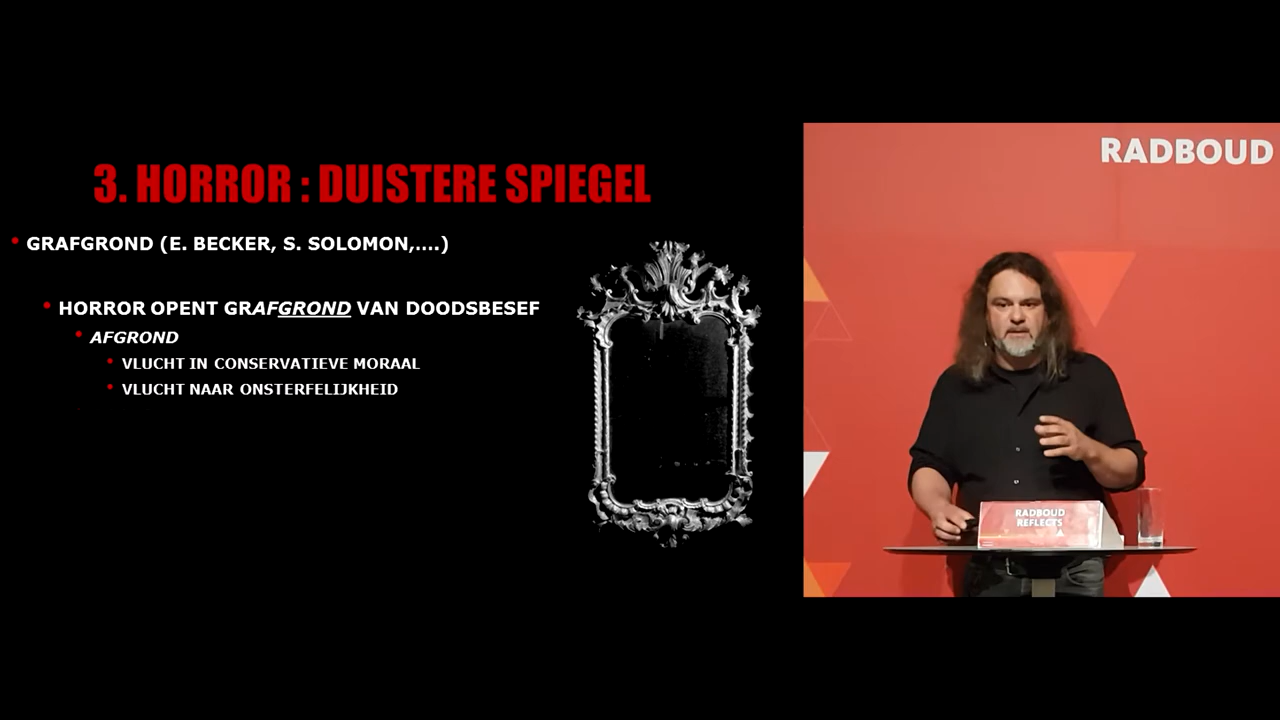 3. HORROR : DUISTERE SPIEGEL
• GRAFGROND (E. BECKER, S. SOLOMON,....)
• HORROR OPENT GRAFGROND VAN DOODSBESEF
• AFGROND
• VLUCHT IN CONSERVATIEVE MORAAL
• VLUCHT NAAR ONSTERFELIJKHEID
RADBOUD
RADBOUD
REFLECTS